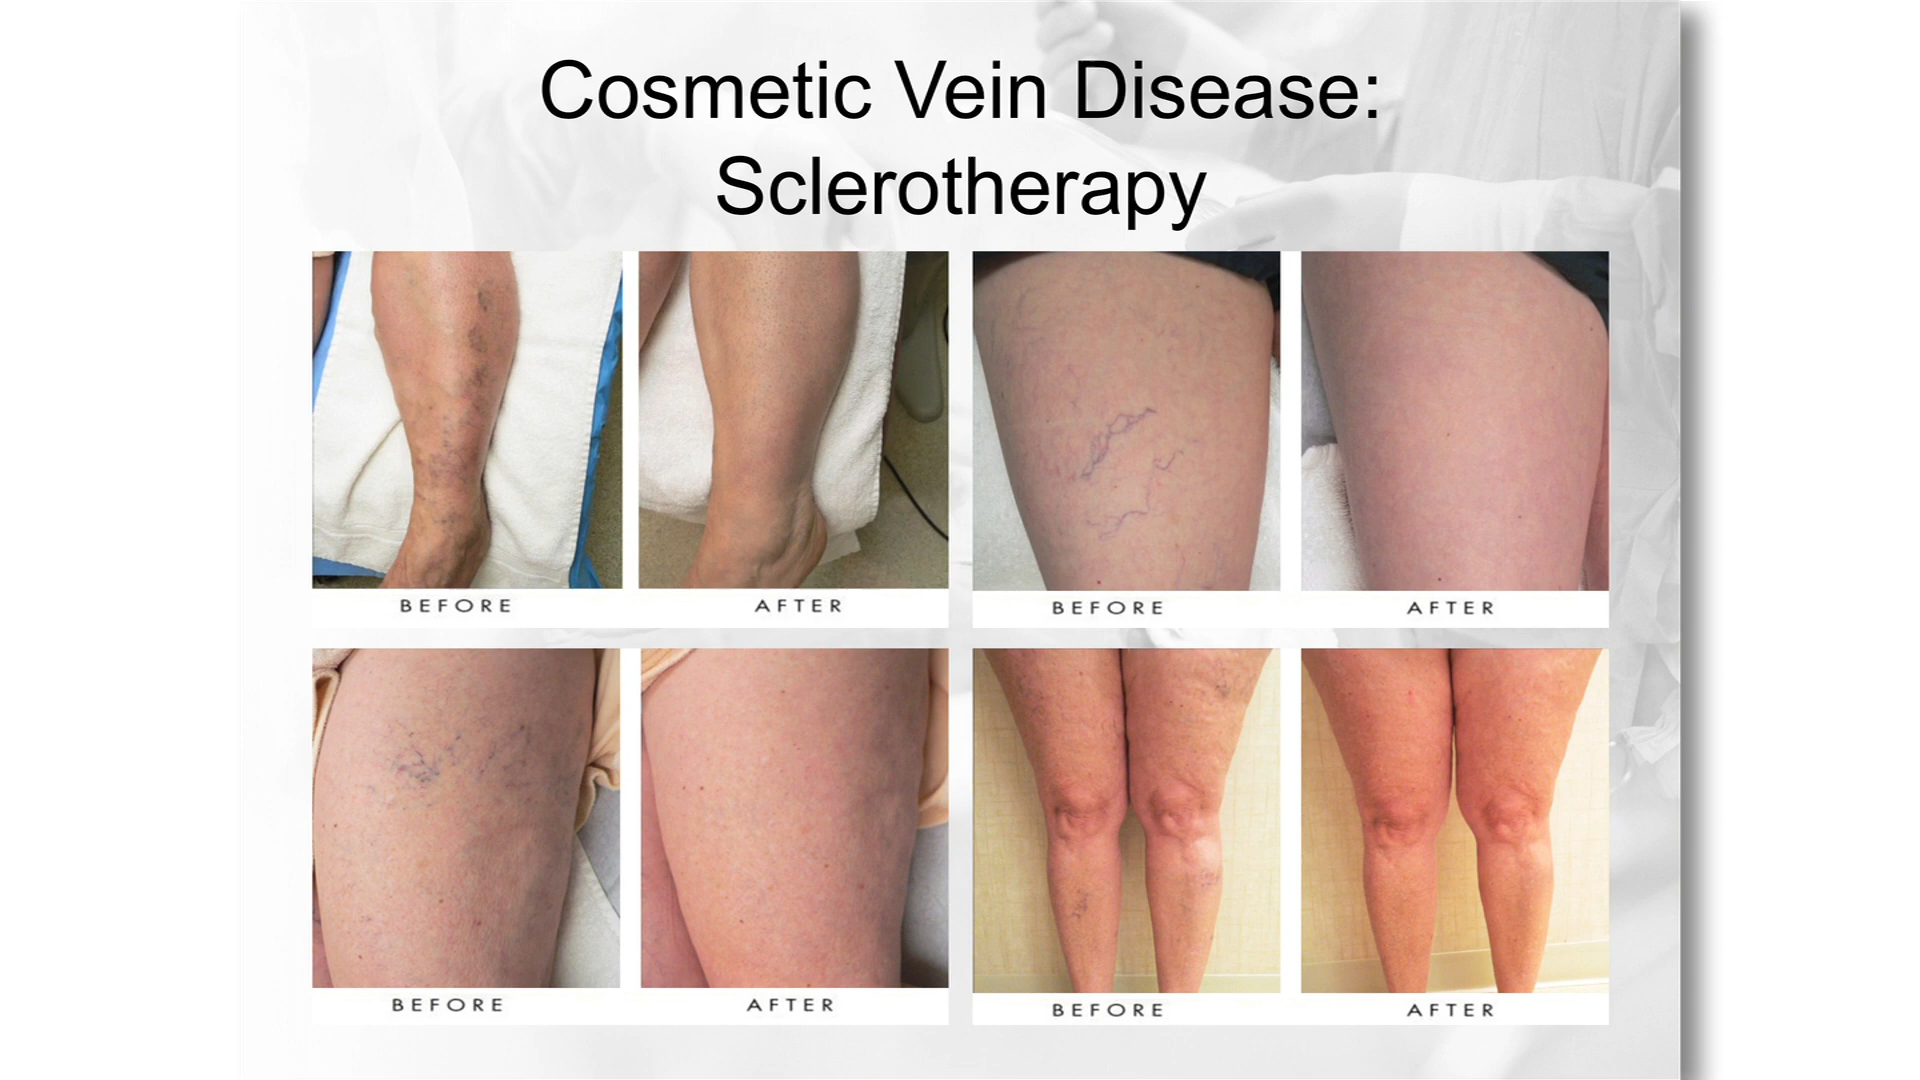 Cosmetic Vein Disease:
Sclerotherapy
BEFORE
AFTER
BEFORE
AFTER
BEFORE
AFTER
BEFORE
AFTER